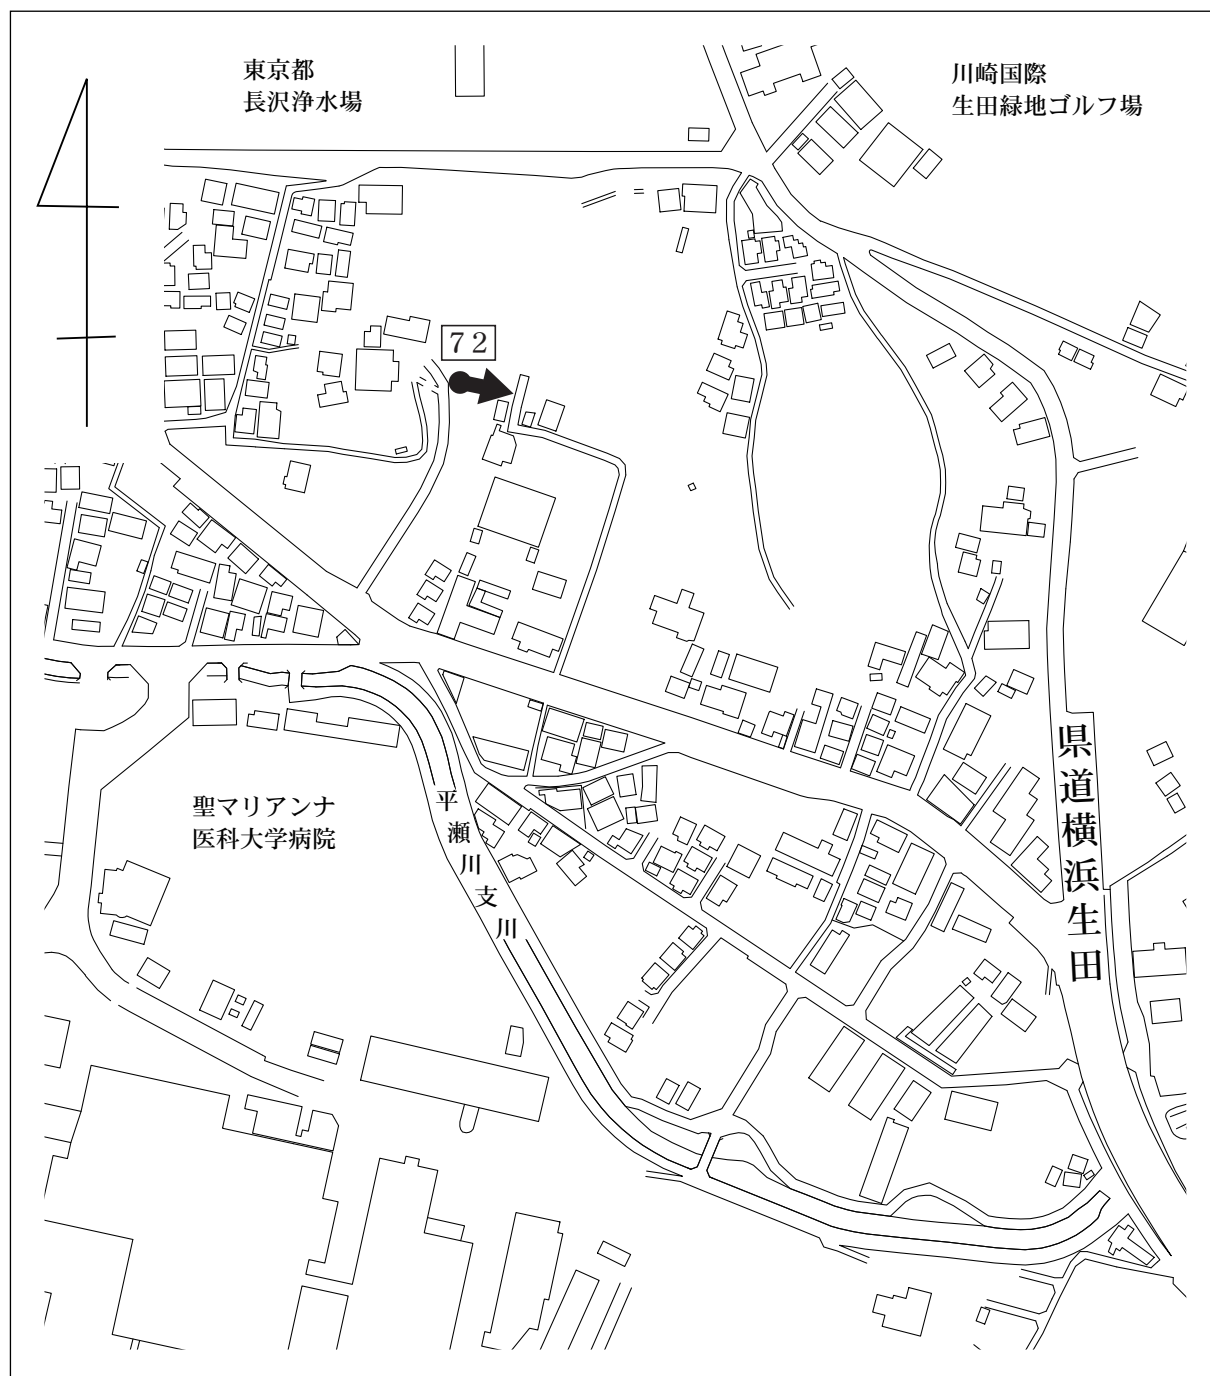 東京都
長沢浄水場
川崎国際
生田緑地ゴルフ場
７２
県道横浜生田
聖マリアンナ
医科大学病院
平瀬川支川